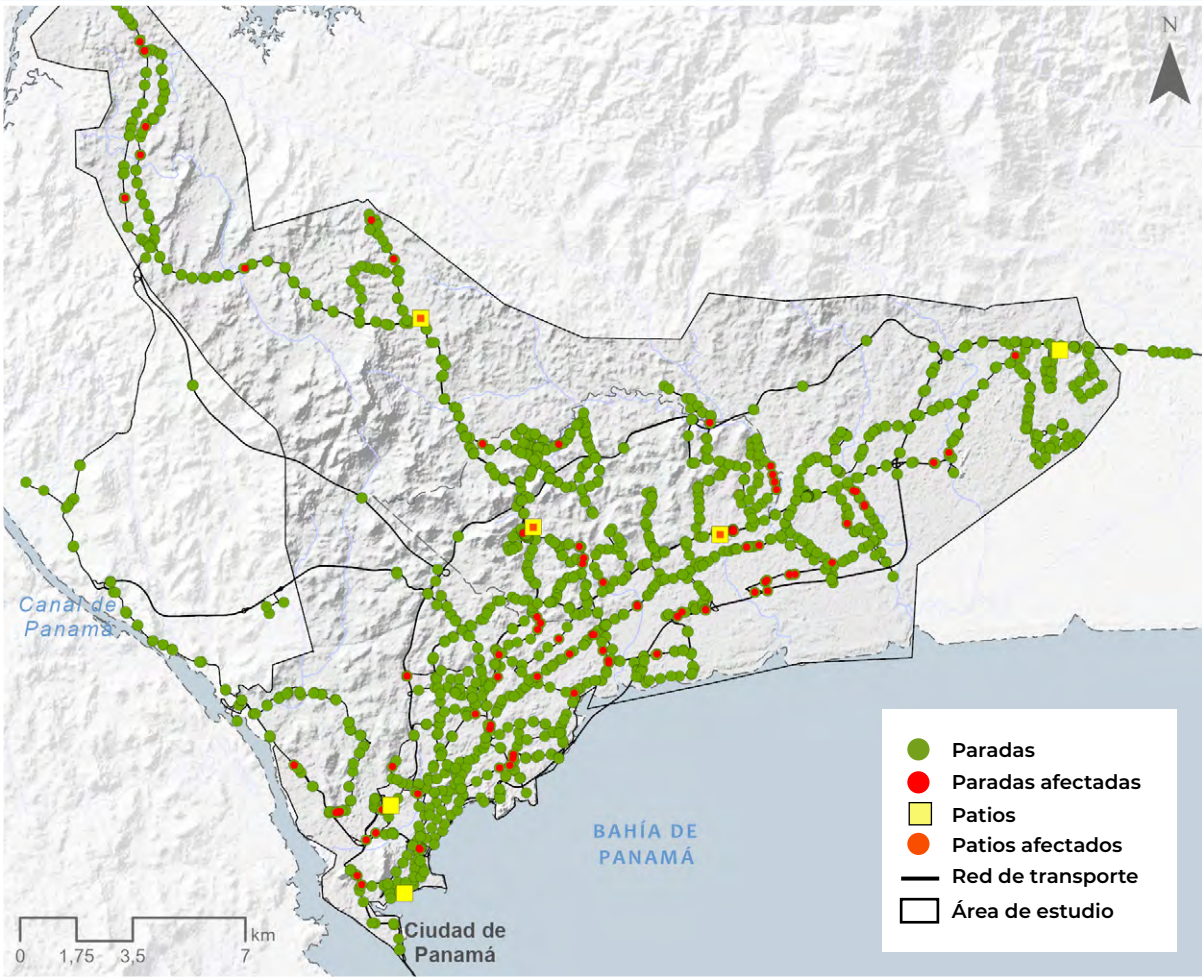 N
Canal de
Panamá
BAHÍA DE
PANAMÁ
Ciudad de
Panamá
km
0 1,75 3,5 7
Paradas
Paradas afectadas
Patios
Patios afectados
Red de transporte
Área de estudio